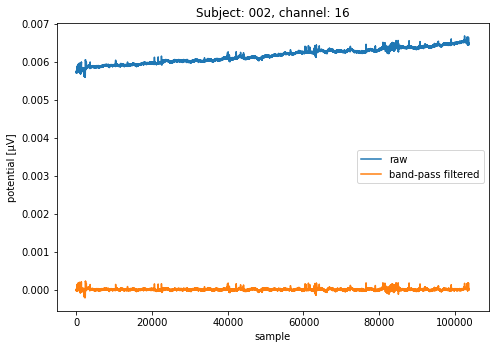 Subject: 002, channel: 16
0.007
0.006
0.005
0.004
0.003
0.002
0.001
0.000
potential [µV]
raw
band-pass filtered
0
20000
40000
60000
80000
100000
sample